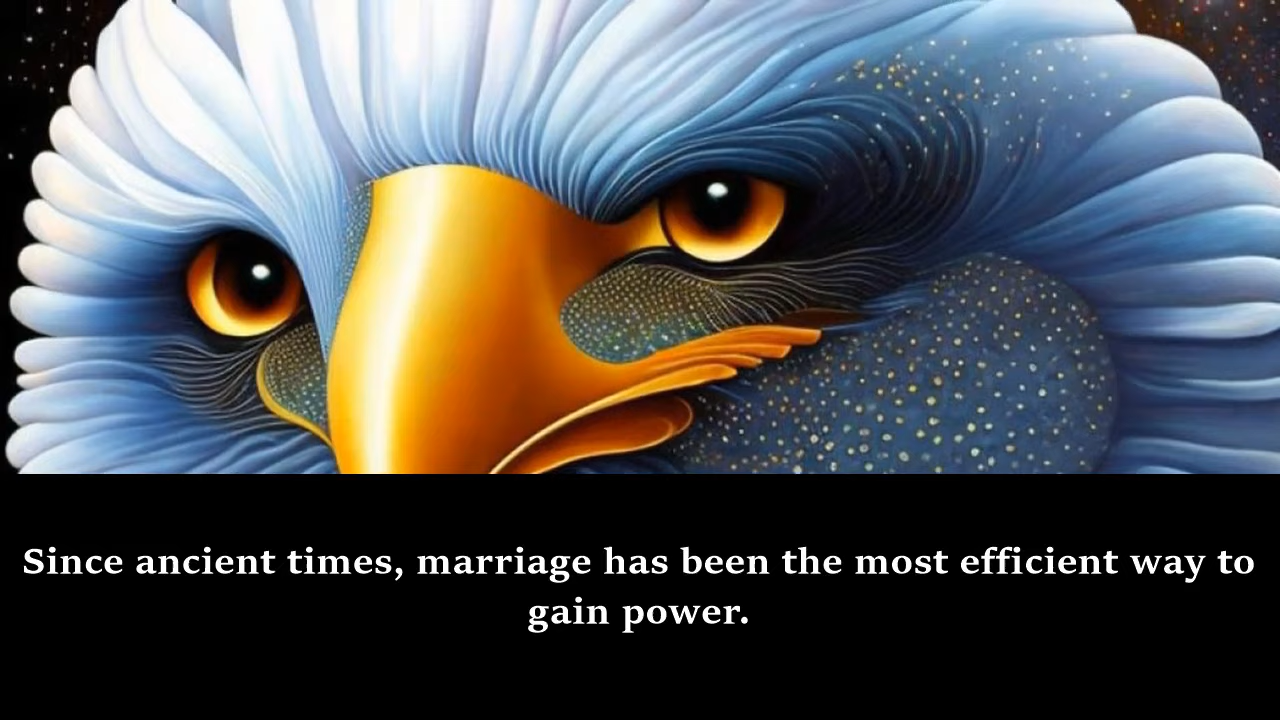 Since ancient times, marriage has been the most efficient way to
gain power.